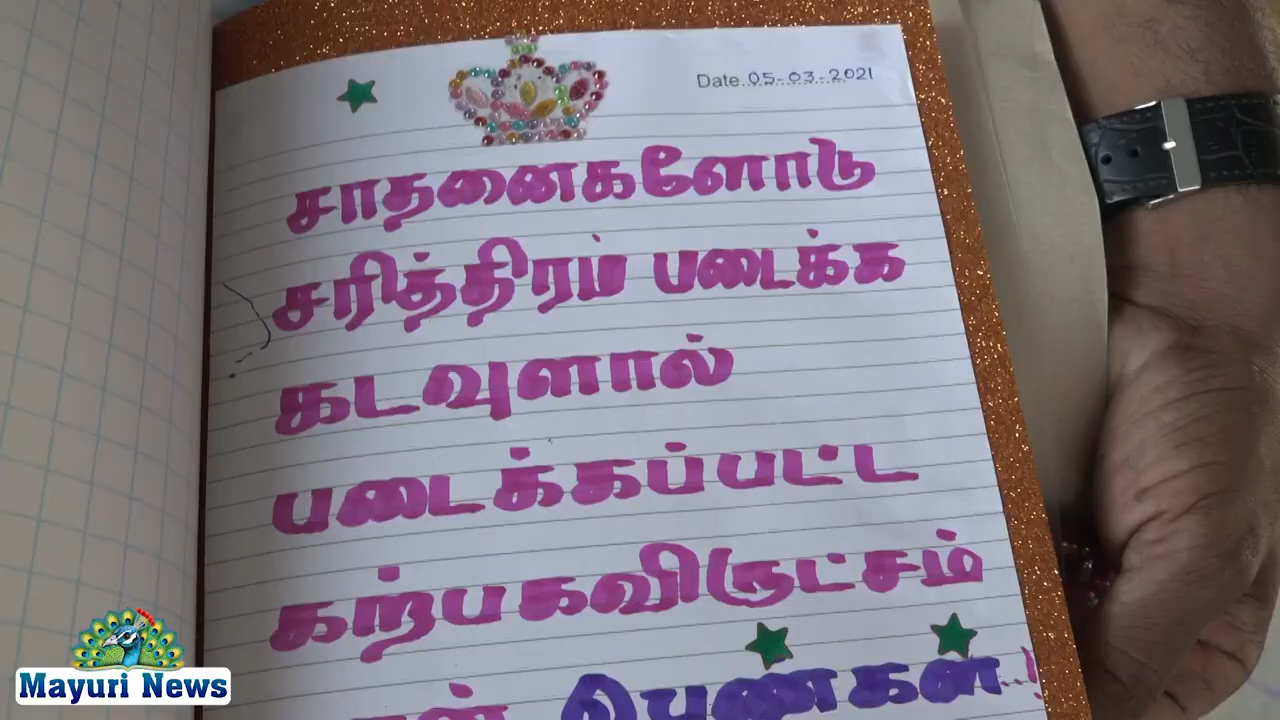 Date 05-03-2021
சாதனைகளோடு
சரித்திரம் படைக்க
கடவுளால்
படைக்கப்பட்ட
கற்பகவிருட்சம்
பெண்கள்...!
Mayuri News